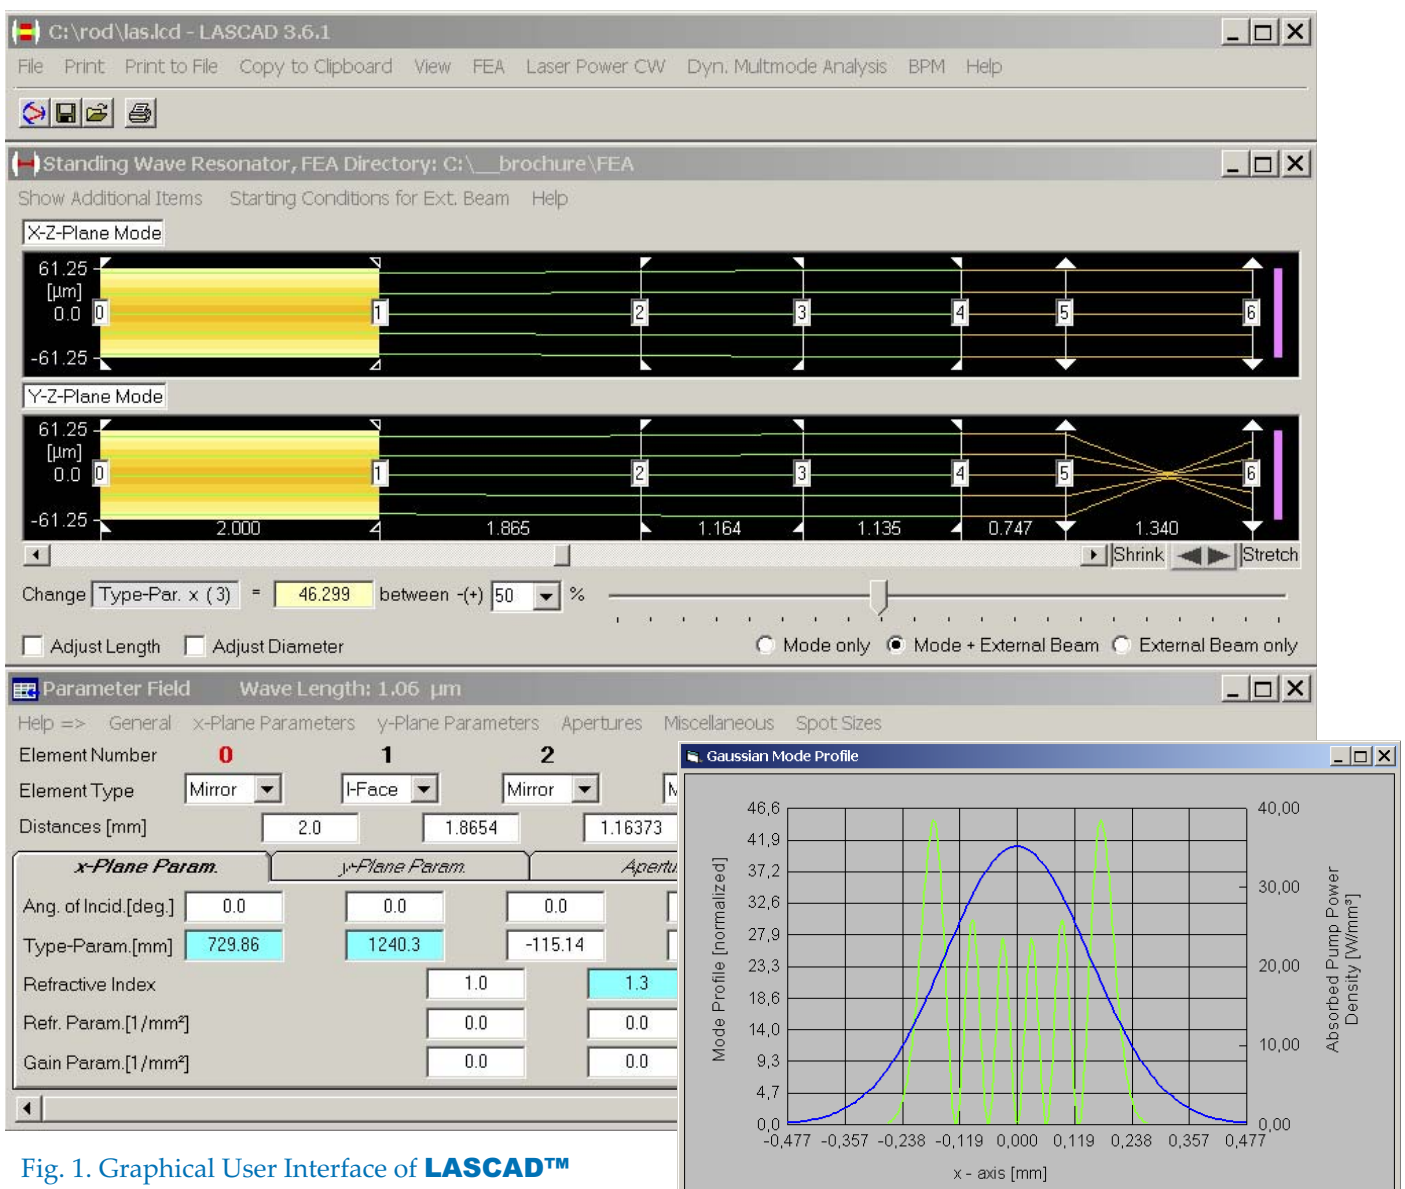 C:\rod\las.lcd - LASCAD 3.6.1
File Print Print to File Copy to Clipboard View FEA Laser Power CW Dyn. Multmode Analysis BPM Help
Standing Wave Resonator, FEA Directory: C:\__brochure\FEA
Show Additional Items Starting Conditions for Ext. Beam Help
X-Z-Plane Mode
61.25
[µm]
0.0 0 1 2 3 4 5 6
-61.25
Y-Z-Plane Mode
61.25
[µm]
0.0 0 1 2 3 4 5 6
-61.25 2.000 1.865 1.164 1.135 0.747 1.340
Shrink Stretch
Change Type-Par. x ( 3) = 46.299 between -(+) 50 %
Adjust Length Adjust Diameter Mode only Mode + External Beam External Beam only
Parameter Field Wave Length: 1.06 µm
Help => General x-Plane Parameters y-Plane Parameters Apertures Miscellaneous Spot Sizes
Element Number 0 1 2
Element Type Mirror I-Face Mirror
Distances [mm] 2.0 1.8654 1.16373
x-Plane Param. y-Plane Param. Apertu
Ang. of Incid.[deg.] 0.0 0.0 0.0
Type-Param.[mm] 729.86 1240.3 -115.14
Refractive Index 1.0 1.3
Refr. Param.[1/mm²] 0.0 0.0
Gain Param.[1/mm²] 0.0 0.0
Gaussian Mode Profile
Mode Profile [normalized]
46,6
41,9
37,2
32,6
27,9
23,3
18,6
14,0
9,3
4,7
0,0
40,00
30,00
20,00
10,00
0,00
Absorbed Pump Power
Density [W/mm³]
-0,477 -0,357 -0,238 -0,119 0,000 0,119 0,238 0,357 0,477
x - axis [mm]
Fig. 1. Graphical User Interface of LASCAD™